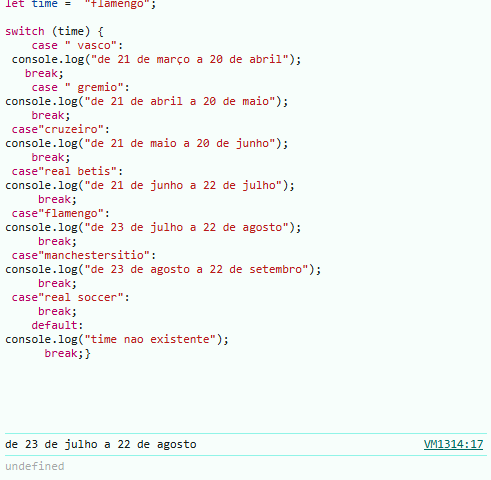 let time =  "flamengo";
switch (time) {
    case " vasco":
 console.log("de 21 de março a 20 de abril");
   break;
    case " gremio":
console.log("de 21 de abril a 20 de maio");
    break;
 case"cruzeiro":
console.log("de 21 de maio a 20 de junho");
    break;
 case"real betis":
console.log("de 21 de junho a 22 de julho");
     break;
 case"flamengo":
console.log("de 23 de julho a 22 de agosto");
     break;
 case"manchestersitio":
console.log("de 23 de agosto a 22 de setembro");
     break;
 case"real soccer":
     break;
    default:
console.log("time nao existente");
      break;}
de 23 de julho a 22 de agosto VM1314:17
undefined